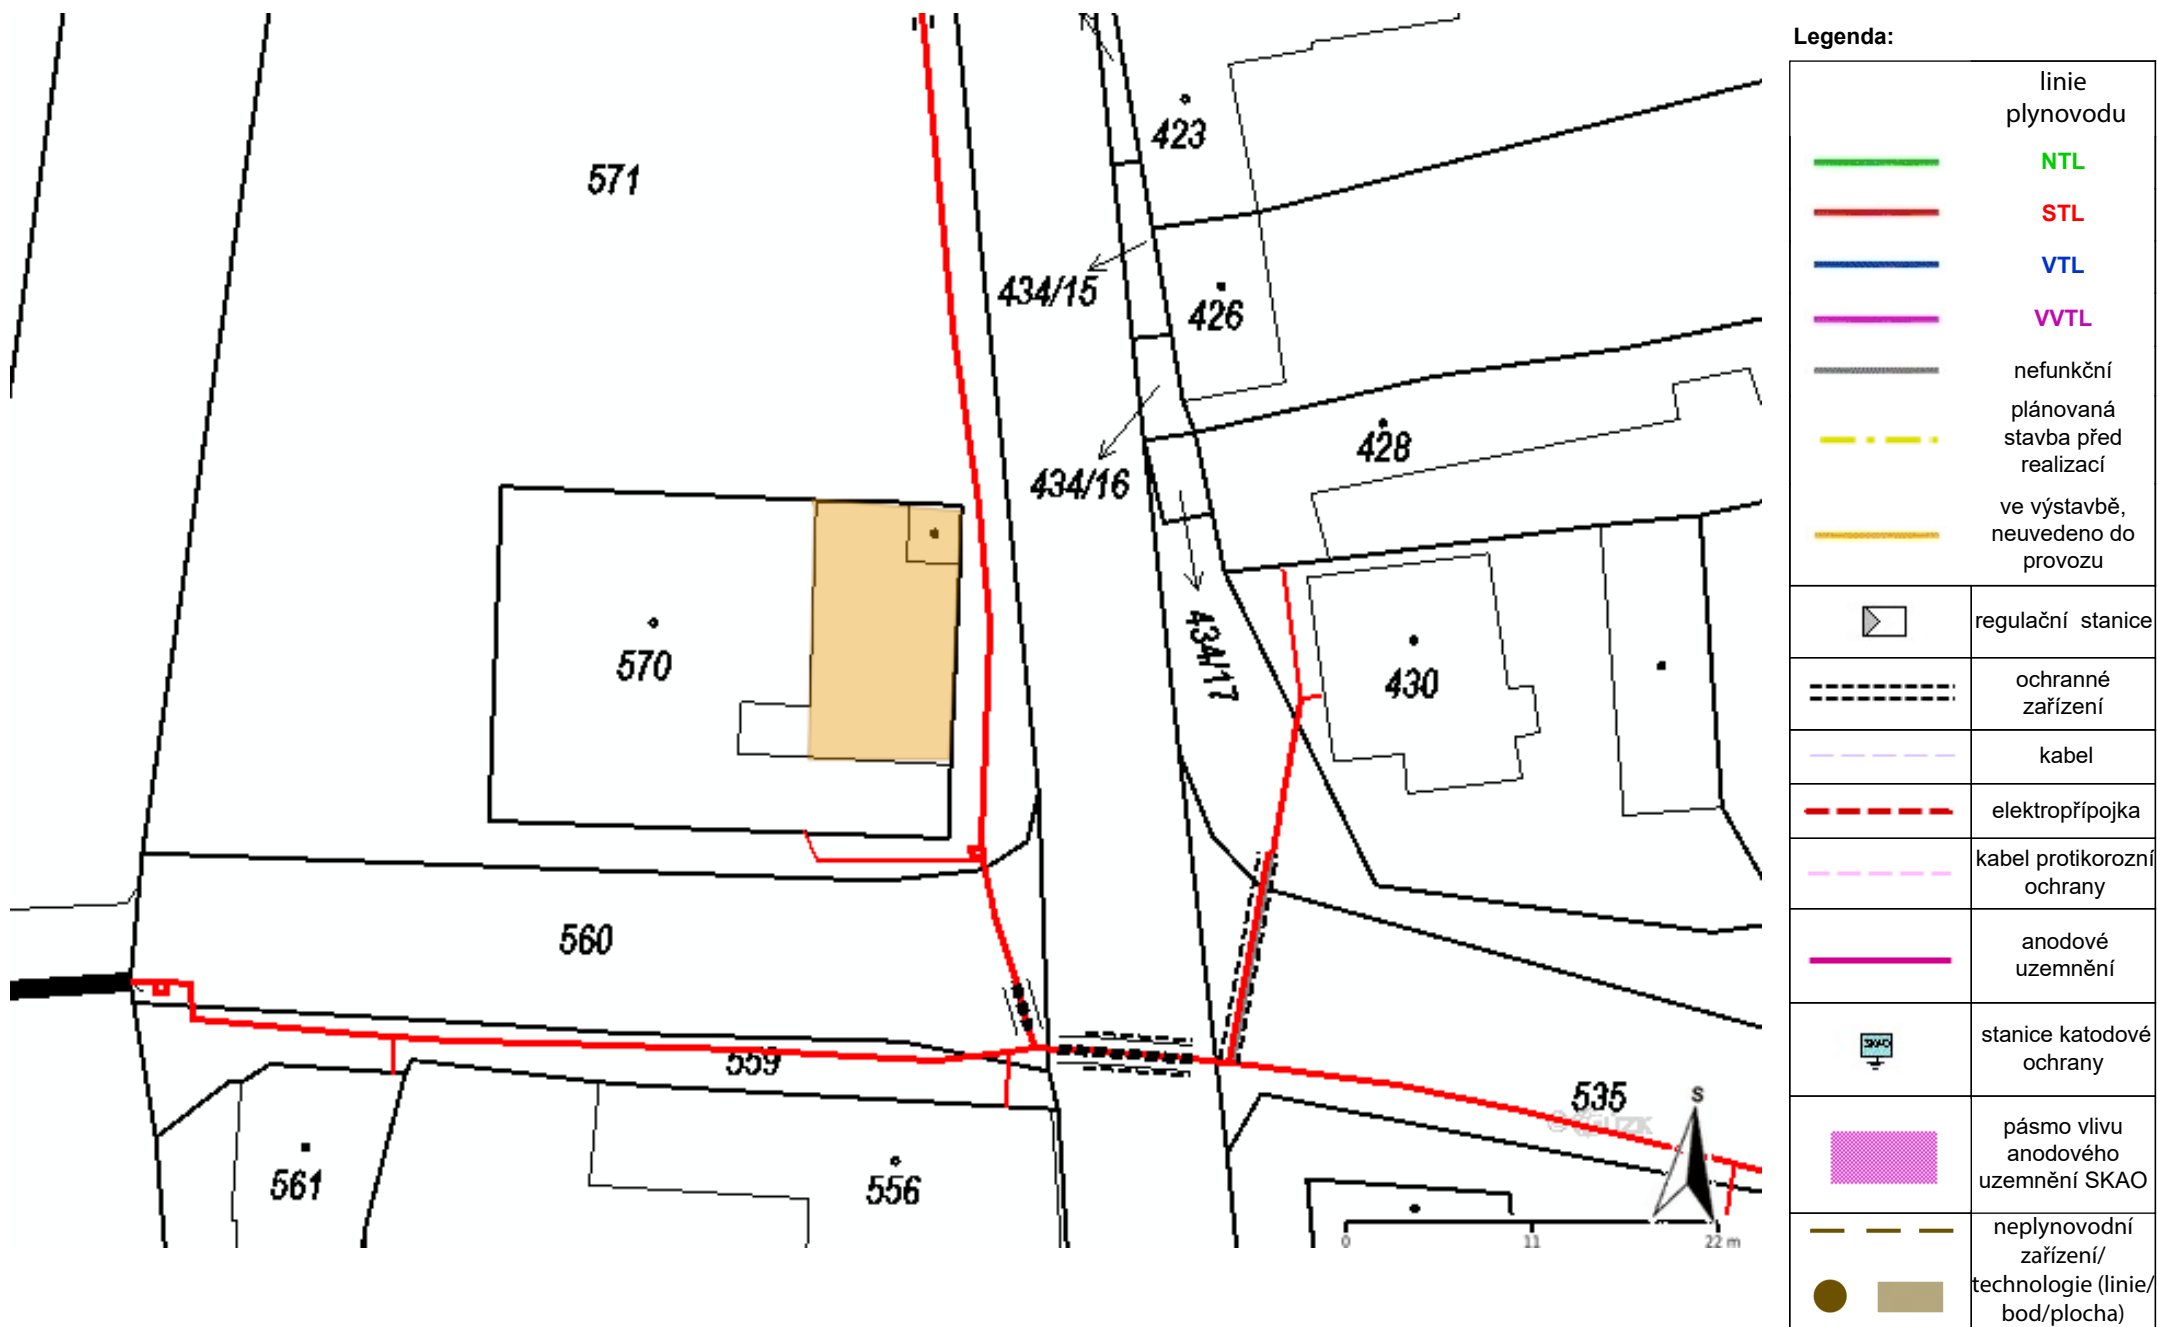 Legenda:
linie
plynovodu
NTL
STL
VTL
VVTL
nefunkční
plánovaná
stavba před
realizací
ve výstavbě,
neuvedeno do
provozu
regulační stanice
ochranné
zařízení
kabel
elektropřípojka
kabel protikorozní
ochrany
anodové
uzemnění
SKAO
stanice katodové
ochrany
pásmo vlivu
anodového
uzemnění SKAO
neplynovodní
zařízení/
technologie (linie/
bod/plocha)
423
571
434/15
426
428
434/16
570
434/17
430
560
559
535
S
561
556
0 11 22 m